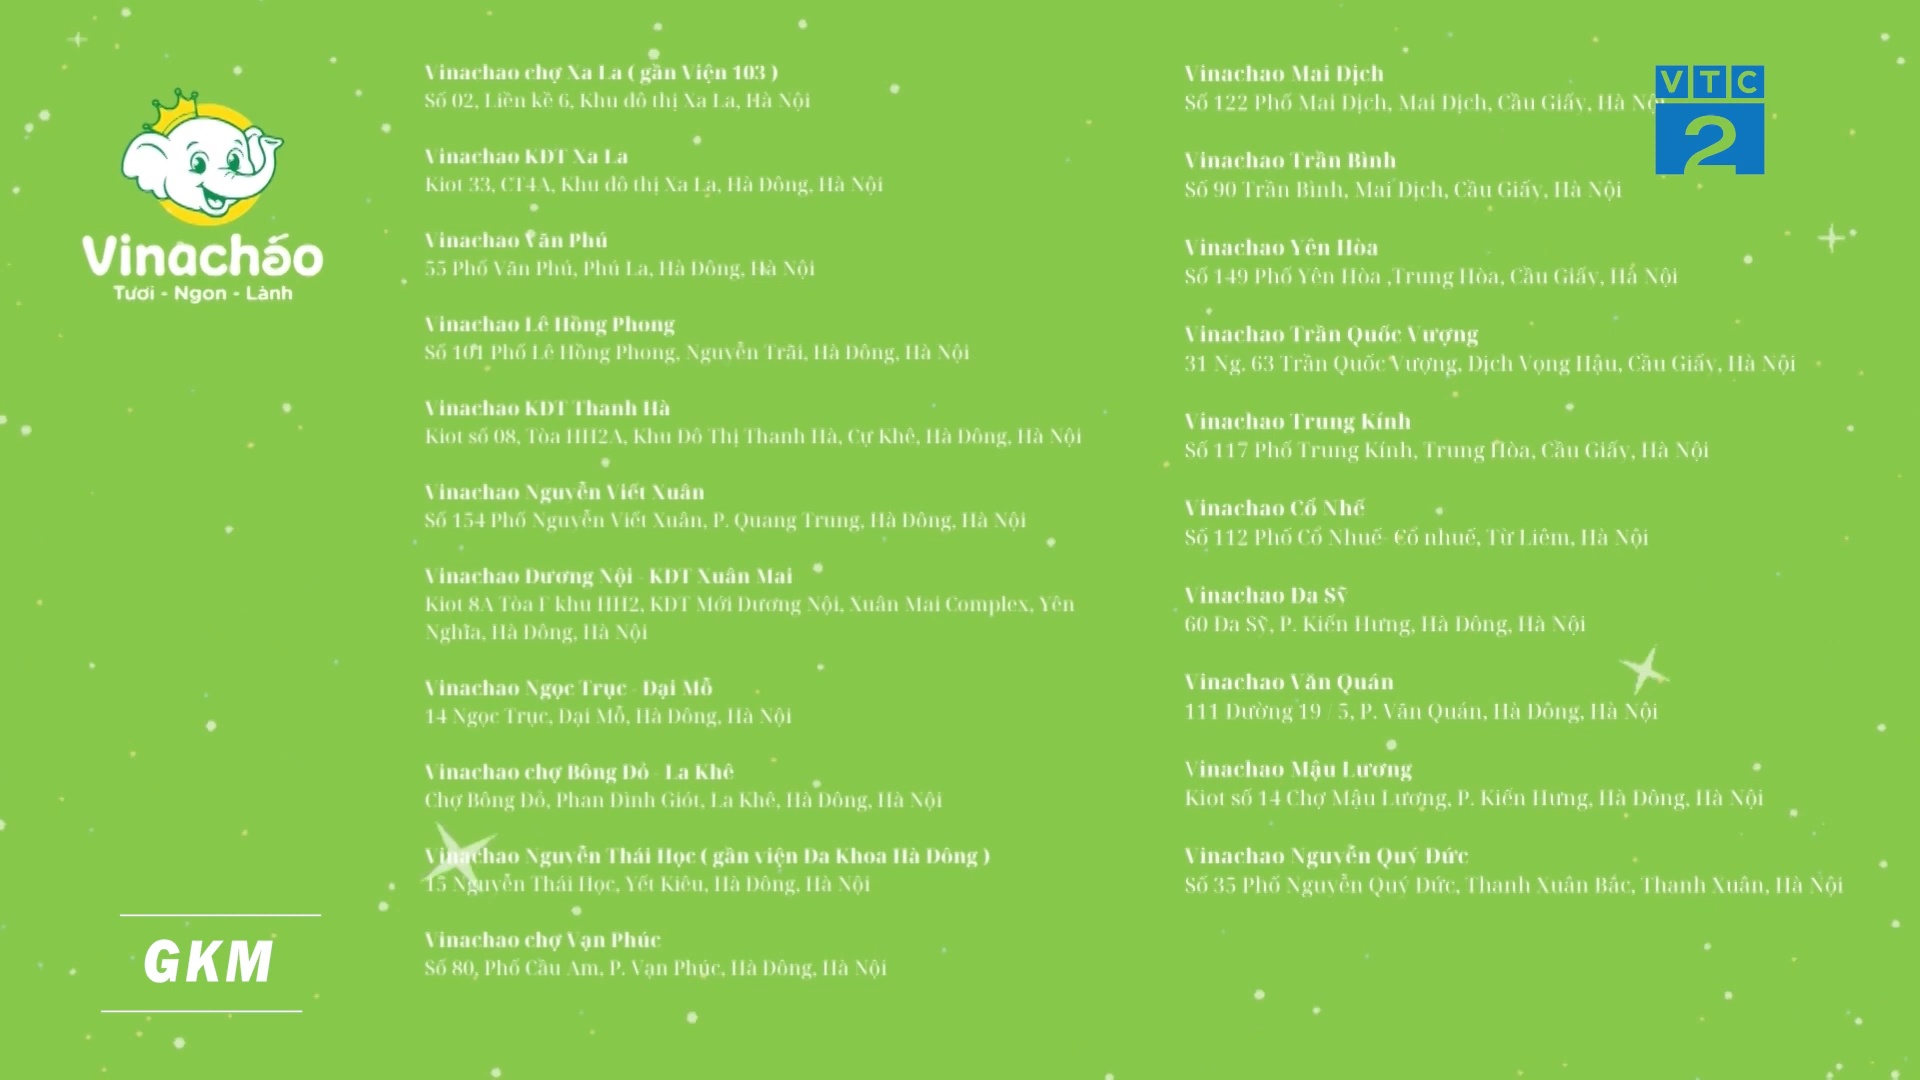 Vinacháo
Tươi - Ngon - Lành
GKM
Vinachao chợ Xa La ( gần Viện 103 )
Số 02, Liền kề 6, Khu đô thị Xa La, Hà Nội
Vinachao KĐT Xa La
Kiot 33, CT4A, Khu đô thị Xa La, Hà Đông, Hà Nội
Vinachao Văn Phú
55 Phố Văn Phú, Phú La, Hà Đông, Hà Nội
Vinachao Lê Hồng Phong
Số 101 Phố Lê Hồng Phong, Nguyễn Trãi, Hà Đông, Hà Nội
Vinachao KĐT Thanh Hà
Kiot số 08, Tòa HH2A, Khu Đô Thị Thanh Hà, Cự Khê, Hà Đông, Hà Nội
Vinachao Nguyễn Viết Xuân
Số 154 Phố Nguyễn Viết Xuân, P. Quang Trung, Hà Đông, Hà Nội
Vinachao Dương Nội - KĐT Xuân Mai
Kiot 8A Tòa F khu HH2, KĐT Mới Dương Nội, Xuân Mai Complex, Yên
Nghĩa, Hà Đông, Hà Nội
Vinachao Ngọc Trục - Đại Mỗ
14 Ngọc Trục, Đại Mỗ, Hà Đông, Hà Nội
Vinachao chợ Bông Đỏ - La Khê
Chợ Bông Đỏ, Phan Đình Giót, La Khê, Hà Đông, Hà Nội
Vinachao Nguyễn Thái Học ( gần viện Đa Khoa Hà Đông )
15 Nguyễn Thái Học, Yết Kiêu, Hà Đông, Hà Nội
Vinachao chợ Vạn Phúc
Số 80, Phố Cầu Am, P. Vạn Phúc, Hà Đông, Hà Nội
Vinachao Mai Dịch
Số 122 Phố Mai Dịch, Mai Dịch, Cầu Giấy, Hà Nội
Vinachao Trần Bình
Số 90 Trần Bình, Mai Dịch, Cầu Giấy, Hà Nội
Vinachao Yên Hòa
Số 149 Phố Yên Hòa ,Trung Hòa, Cầu Giấy, Hà Nội
Vinachao Trần Quốc Vượng
31 Ng. 63 Trần Quốc Vượng, Dịch Vọng Hậu, Cầu Giấy, Hà Nội
Vinachao Trung Kính
Số 117 Phố Trung Kính, Trung Hòa, Cầu Giấy, Hà Nội
Vinachao Cổ Nhế
Số 112 Phố Cổ Nhuế- Cổ nhuế, Từ Liêm, Hà Nội
Vinachao Đa Sỹ
60 Đa Sỹ, P. Kiến Hưng, Hà Đông, Hà Nội
Vinachao Văn Quán
111 Đường 19 / 5, P. Văn Quán, Hà Đông, Hà Nội
Vinachao Mậu Lương
Kiot số 14 Chợ Mậu Lương, P. Kiến Hưng, Hà Đông, Hà Nội
Vinachao Nguyễn Quý Đức
Số 35 Phố Nguyễn Quý Đức, Thanh Xuân Bắc, Thanh Xuân, Hà Nội
VTC
2